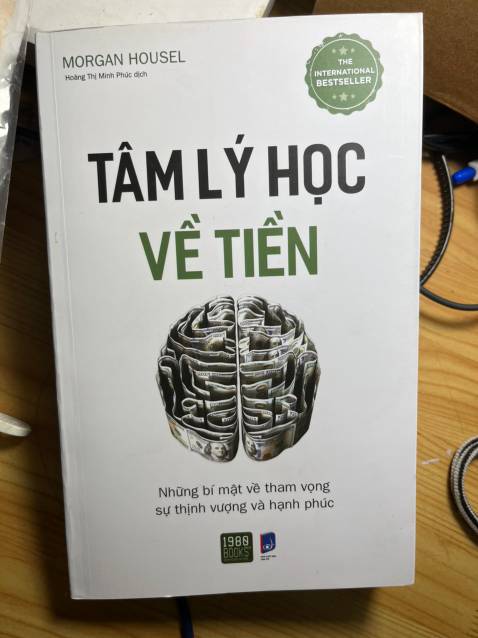 MORGAN HOUSEL
Hoàng Thị Minh Phúc dịch
THE
INTERNATIONAL
BESTSELLER
TÂM LÝ HỌC
VỀ TIỀN
Những bí mật về tham vọng
sự thịnh vượng và hạnh phúc
1980
BOOKS